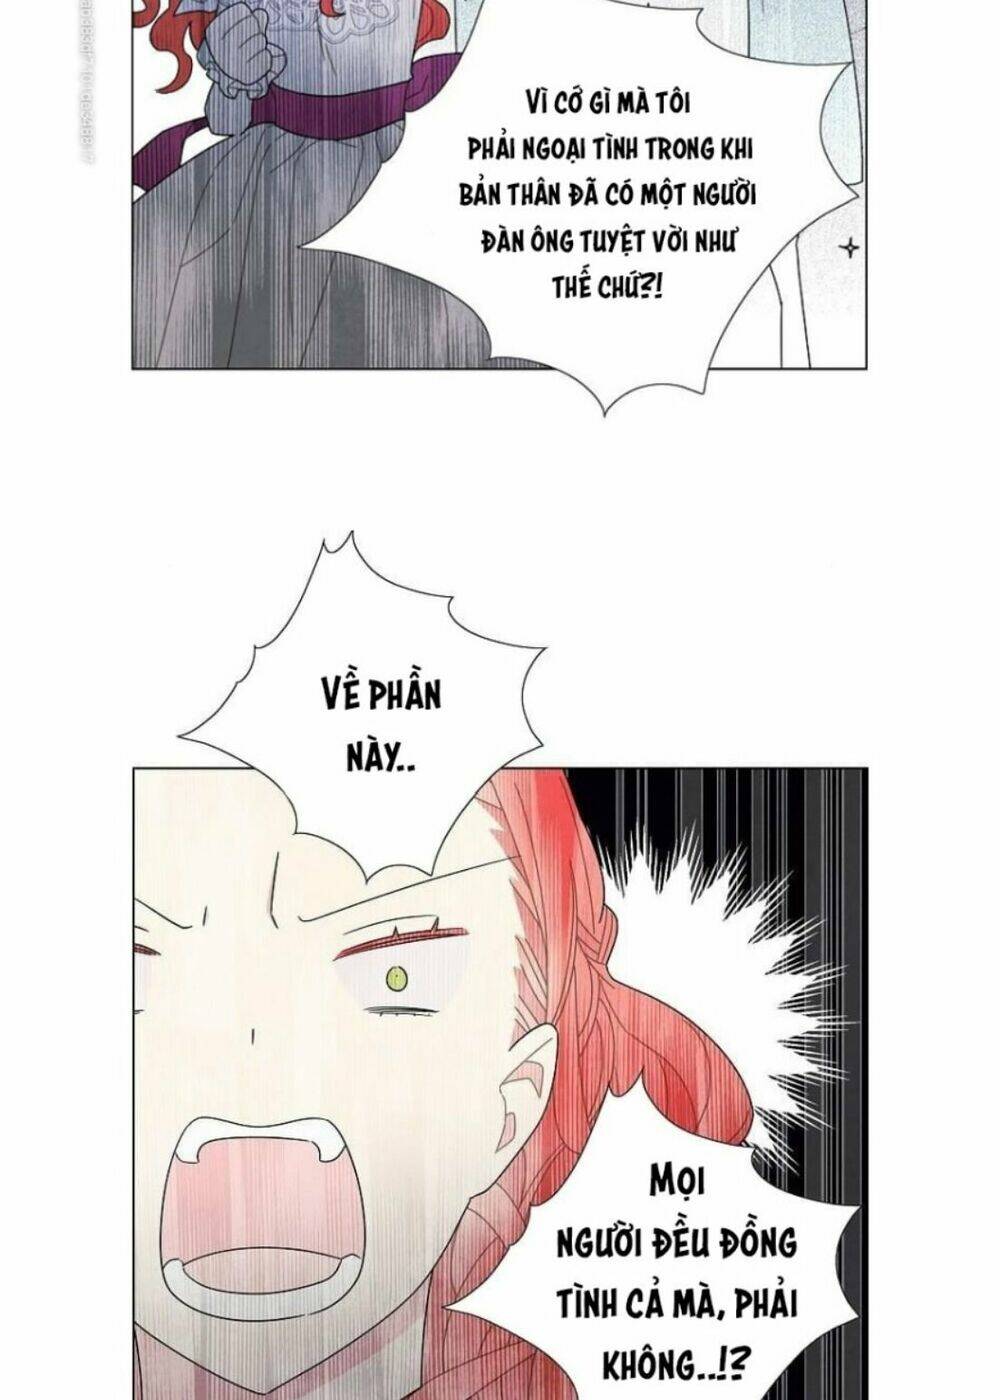 Vì cớ gì mà tôi
phải ngoại tình trong khi
bản thân đã có một người
đàn ông tuyệt vời như
thế chứ?!
Về phần
này..
Mọi
người đều đồng
tình cả mà, phải
không..!?